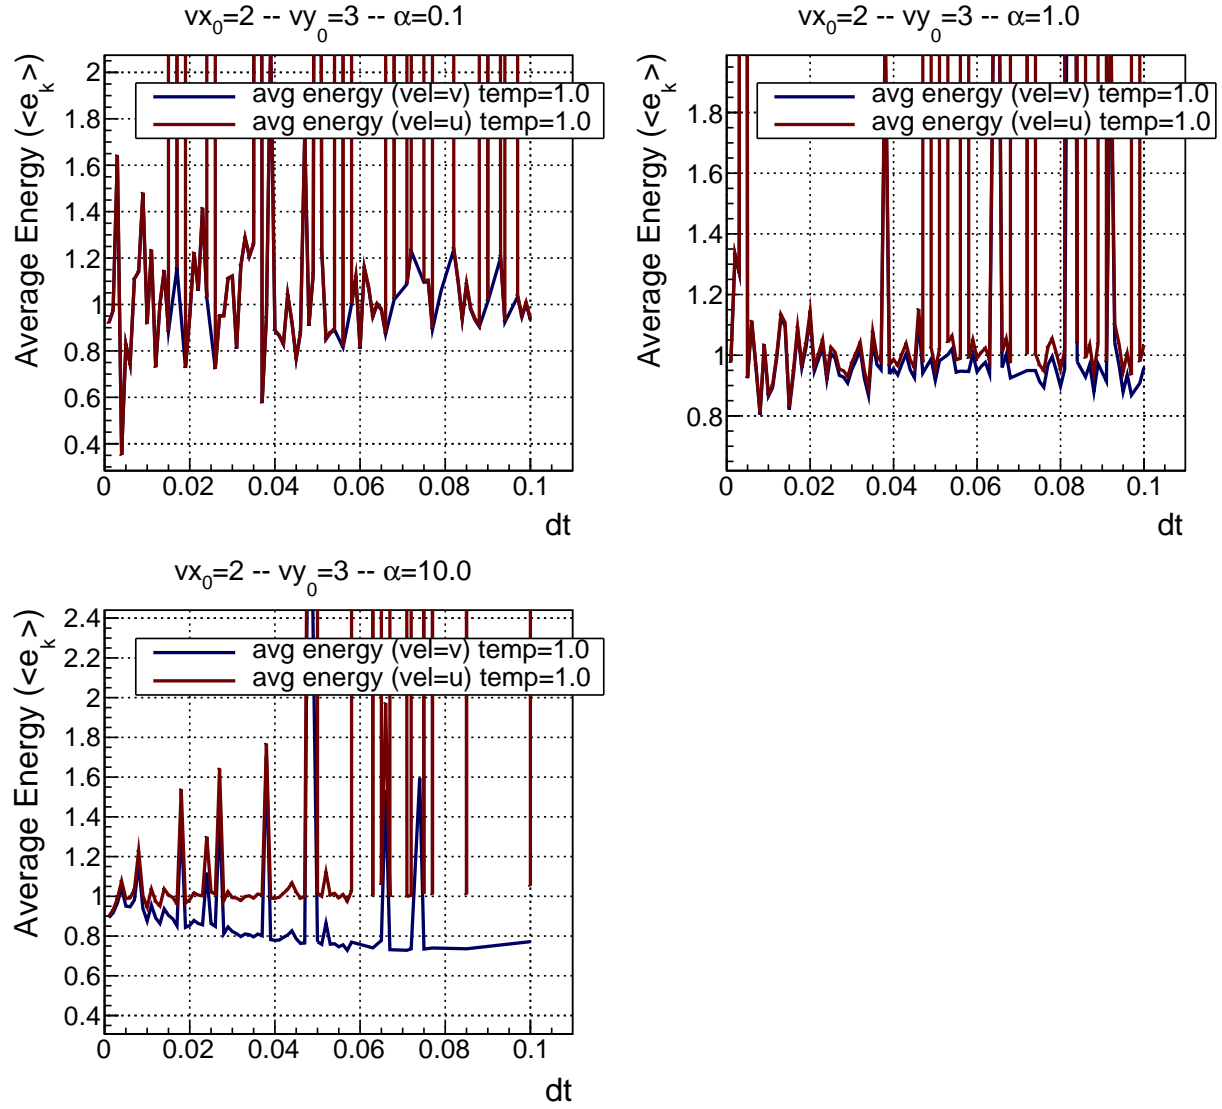 vx₀=2 -- vy₀=3 -- α=0.1
Average Energy (<eₖ>)
2
1.8
1.6
1.4
1.2
1
0.8
0.6
0.4
avg energy (vel=v) temp=1.0
avg energy (vel=u) temp=1.0
0 0.02 0.04 0.06 0.08 0.1
dt
vx₀=2 -- vy₀=3 -- α=1.0
Average Energy (<eₖ>)
1.8
1.6
1.4
1.2
1
0.8
avg energy (vel=v) temp=1.0
avg energy (vel=u) temp=1.0
0 0.02 0.04 0.06 0.08 0.1
dt
vx₀=2 -- vy₀=3 -- α=10.0
Average Energy (<eₖ>)
2.4
2.2
2
1.8
1.6
1.4
1.2
1
0.8
0.6
0.4
avg energy (vel=v) temp=1.0
avg energy (vel=u) temp=1.0
0 0.02 0.04 0.06 0.08 0.1
dt